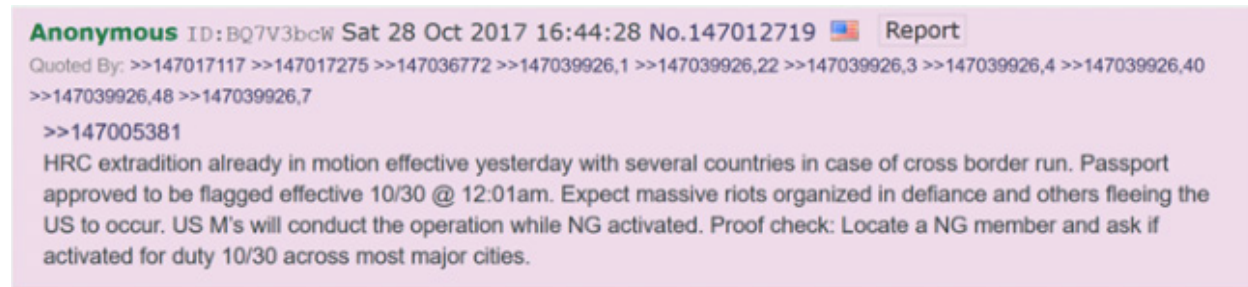 Anonymous ID:BQ7V3bcW Sat 28 Oct 2017 16:44:28 No.147012719 Report
Quoted By: >>147017117 >>147017275 >>147036772 >>147039926,1 >>147039926,22 >>147039926,3 >>147039926,4 >>147039926,40
>>147039926,48 >>147039926,7
>>147005381
HRC extradition already in motion effective yesterday with several countries in case of cross border run. Passport
approved to be flagged effective 10/30 @ 12:01am. Expect massive riots organized in defiance and others fleeing the
US to occur. US M's will conduct the operation while NG activated. Proof check: Locate a NG member and ask if
activated for duty 10/30 across most major cities.